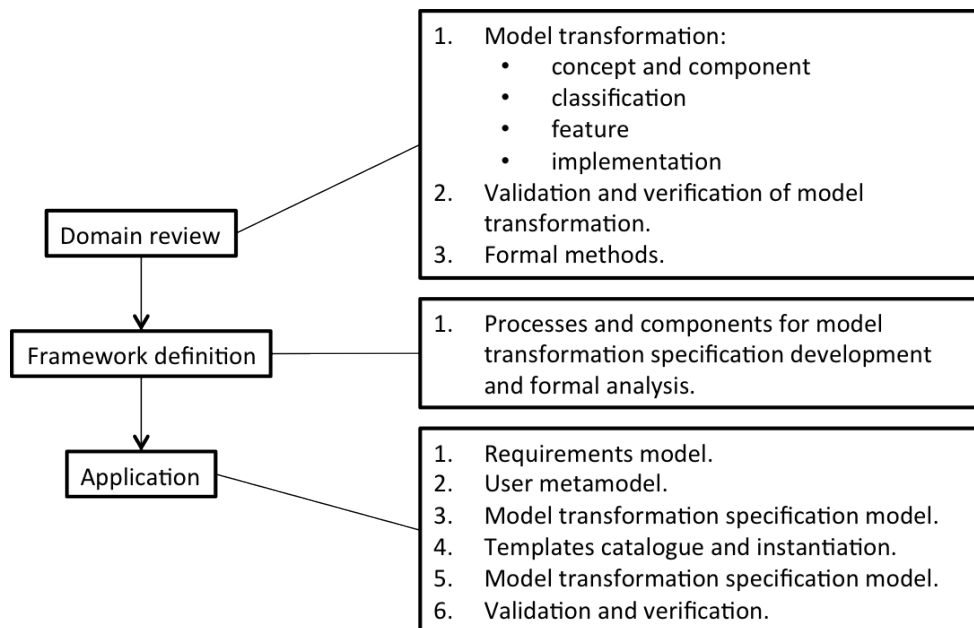 1. Model transformation:
• concept and component
• classification
• feature
• implementation
2. Validation and verification of model
transformation.
3. Formal methods.
Domain review
Framework definition
1. Processes and components for model
transformation specification development
and formal analysis.
Application
1. Requirements model.
2. User metamodel.
3. Model transformation specification model.
4. Templates catalogue and instantiation.
5. Model transformation specification model.
6. Validation and verification.